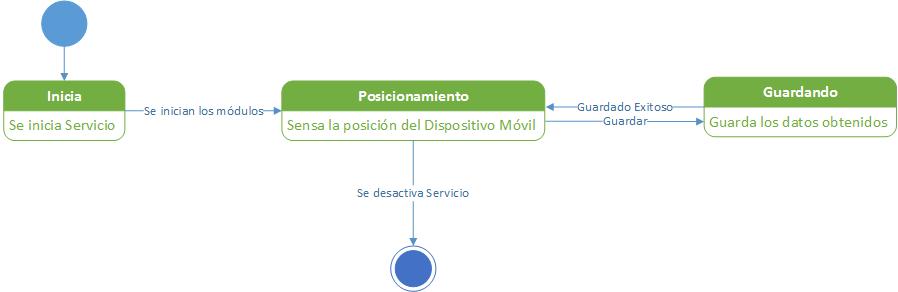 Inicia
Se inicia Servicio
Se inician los módulos
Posicionamiento
Sensa la posición del Dispositivo Móvil
Guardado Exitoso
Guardar
Guardando
Guarda los datos obtenidos
Se desactiva Servicio